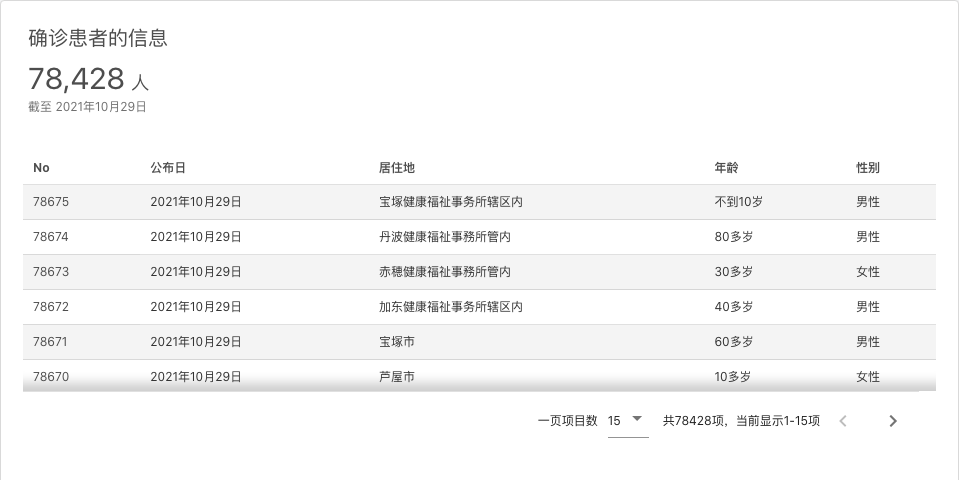 确诊患者的信息
78,428 人
截至 2021年10月29日
No 公布日 居住地 年龄 性别
78675 2021年10月29日 宝塚健康福祉事务所辖区内 不到10岁 男性
78674 2021年10月29日 丹波健康福祉事務所管内 80多岁 男性
78673 2021年10月29日 赤穂健康福祉事務所管内 30多岁 女性
78672 2021年10月29日 加东健康福祉事务所辖区内 40多岁 男性
78671 2021年10月29日 宝塚市 60多岁 男性
78670 2021年10月29日 芦屋市 10多岁 女性
一页项目数 15 共78428项，当前显示1-15项